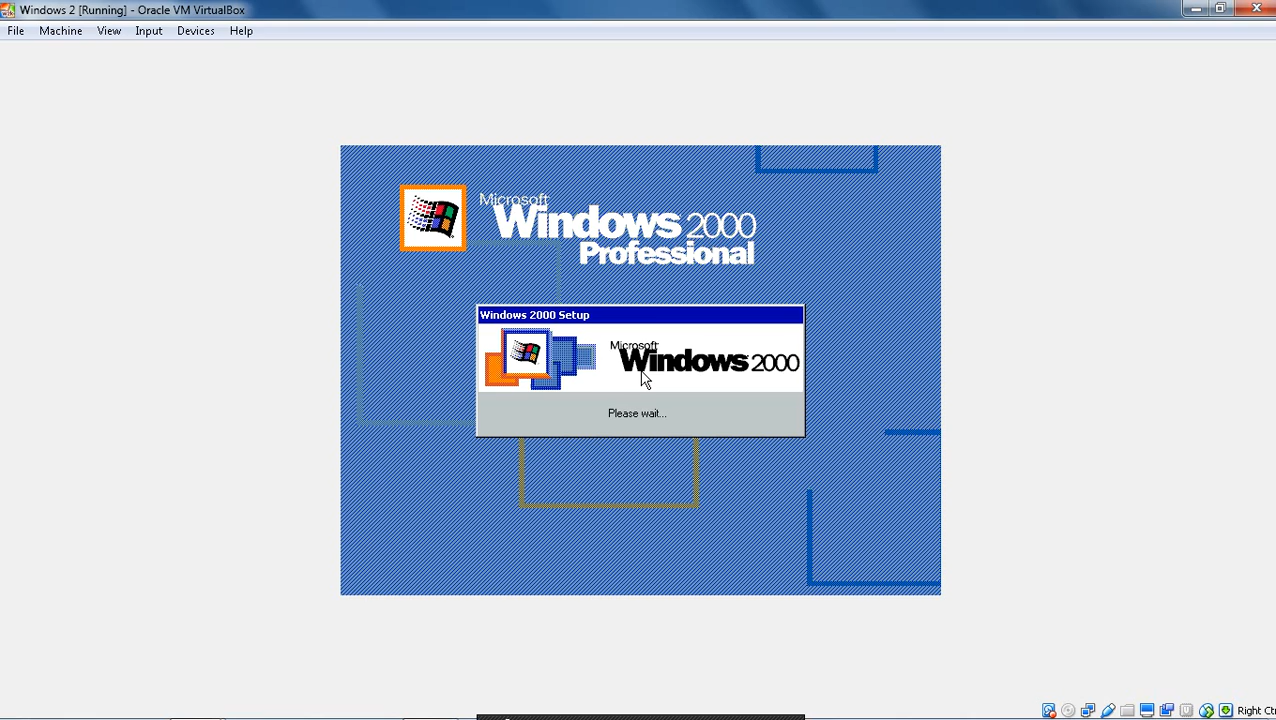 Windows 2 [Running] - Oracle VM VirtualBox
File Machine View Input Devices Help
Microsoft
Windows 2000
Professional
Windows 2000 Setup
Microsoft
Windows 2000
Please wait...
Right Ctrl